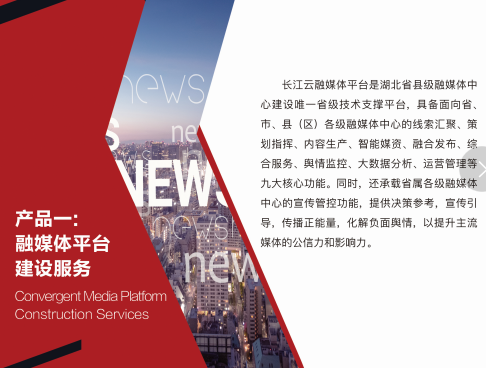 news
S
ne
news
NEWS
news
new
产品一：
融媒体平台
建设服务
Convergent Media Platform
Construction Services
长江云融媒体平台是湖北省县级融媒体中
心建设唯一省级技术支撑平台，具备面向省、
市、县（区）各级融媒体中心的线索汇聚、策
划指挥、内容生产、智能媒资、融合发布、综
合服务、舆情监控、大数据分析、运营管理等
九大核心功能。同时，还承载省属各级融媒体
中心的宣传管控功能，提供决策参考，宣传引
导，传播正能量，化解负面舆情，以提升主流
媒体的公信力和影响力。